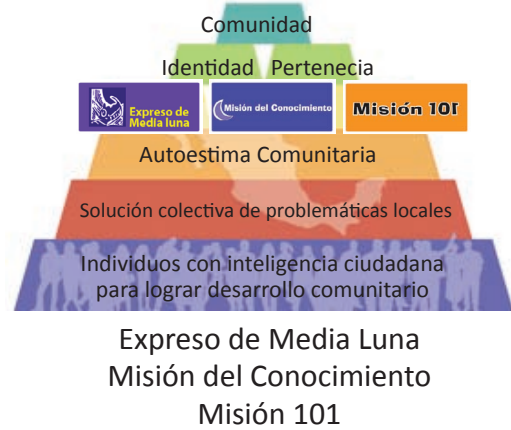 Comunidad
Identidad Pertenecia
Expreso de
Media luna
Misión del Conocimiento
Misión 101
Autoestima Comunitaria
Solución colectiva de problemáticas locales
Individuos con inteligencia ciudadana
para lograr desarrollo comunitario
Expreso de Media Luna
Misión del Conocimiento
Misión 101